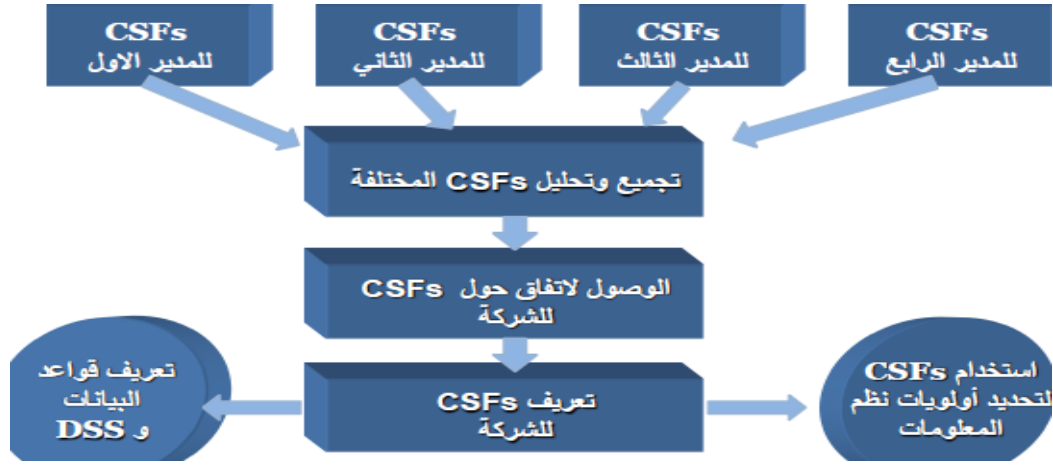 CSFs
للمدير الاول
CSFs
للمدير الثاني
CSFs
للمدير الثالث
CSFs
للمدير الرابع
تجميع وتحليل CSFs المختلفة
الوصول لاتفاق حول CSFs
للشركة
تعريف CSFs
للشركة
استخدام CSFs
لتحديد أولويات نظم
المعلومات
تعريف قواعد
البيانات
و DSS